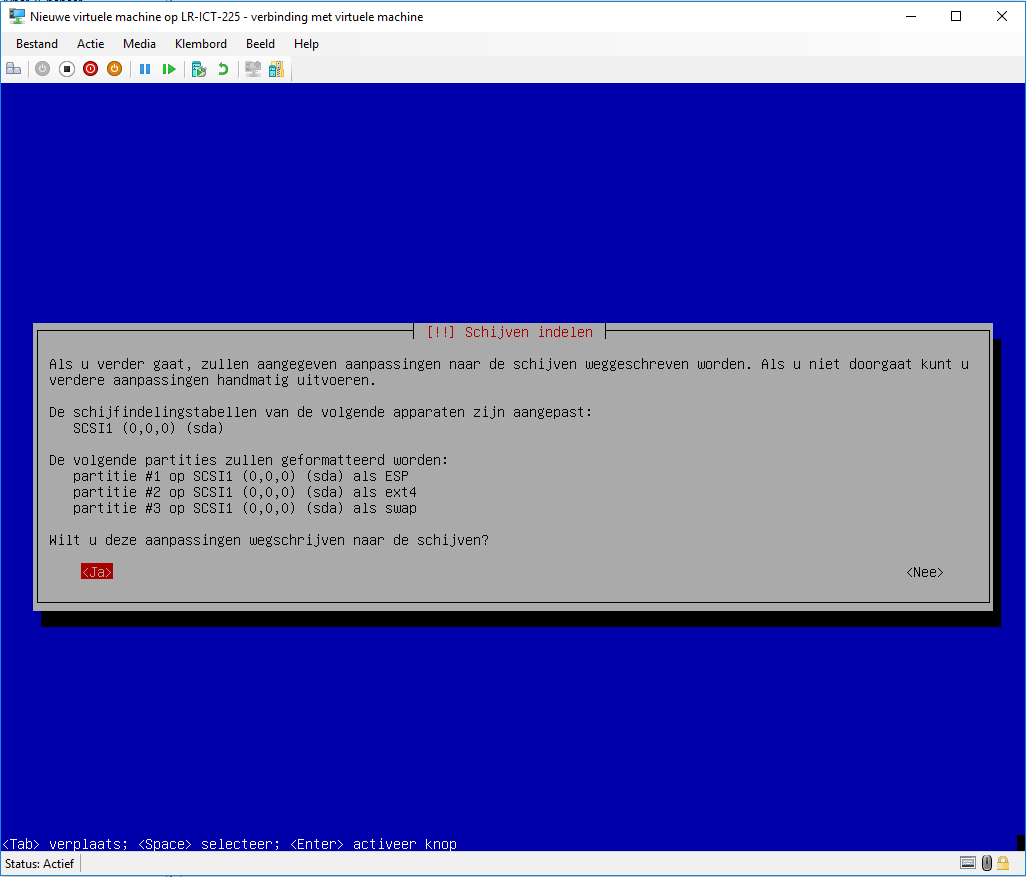 Nieuwe virtuele machine op LR-ICT-225 - verbinding met virtuele machine
Bestand Actie Media Klembord Beeld Help
[!!] Schijven indelen
Als u verder gaat, zullen aangegeven aanpassingen naar de schijven weggeschreven worden. Als u niet doorgaat kunt u
verdere aanpassingen handmatig uitvoeren.
De schijfindelingstabellen van de volgende apparaten zijn aangepast:
SCSI1 (0,0,0) (sda)
De volgende partities zullen geformatteerd worden:
partitie #1 op SCSI1 (0,0,0) (sda) als ESP
partitie #2 op SCSI1 (0,0,0) (sda) als ext4
partitie #3 op SCSI1 (0,0,0) (sda) als swap
Wilt u deze aanpassingen wegschrijven naar de schijven?
<Ja> <Nee>
<Tab> verplaats; <Space> selecteer; <Enter> activeer knop
Status: Actief